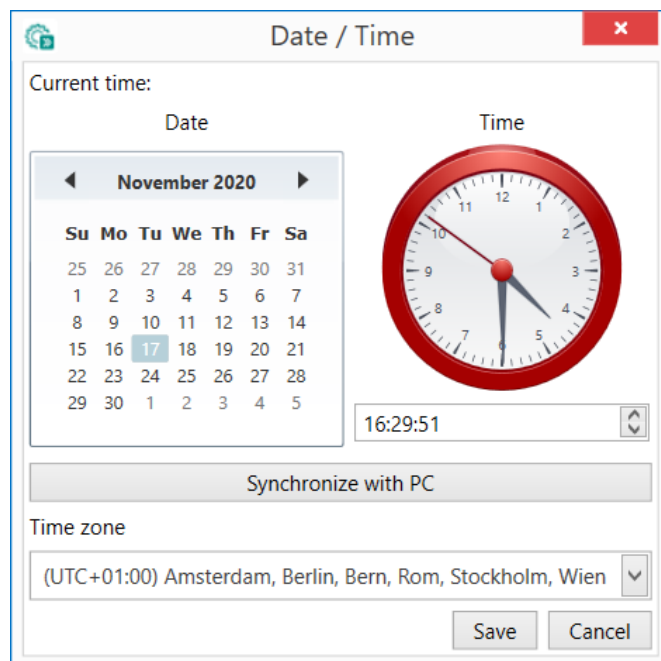 Date / Time
Current time:
Date
November 2020
Su Mo Tu We Th Fr Sa
25 26 27 28 29 30 31
1 2 3 4 5 6 7
8 9 10 11 12 13 14
15 16 17 18 19 20 21
22 23 24 25 26 27 28
29 30 1 2 3 4 5
Time
12
11 1
10 2
9 3
8 4
7 5
6
16:29:51
Synchronize with PC
Time zone
(UTC+01:00) Amsterdam, Berlin, Bern, Rom, Stockholm, Wien
Save Cancel